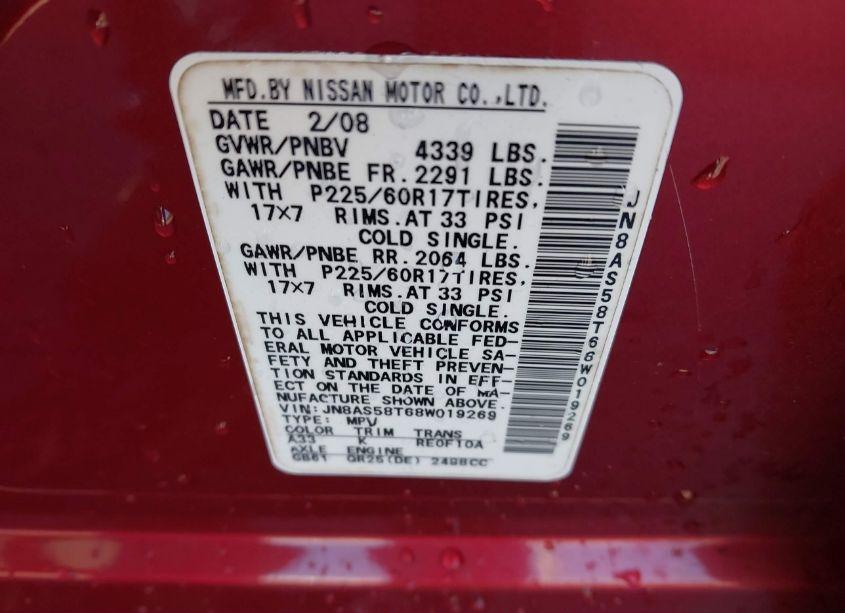 MFD.BY NISSAN MOTOR CO.,LTD.
DATE 2/08
GVWR/PNBV 4339 LBS.
GAWR/PNBE FR.2291 LBS.
WITH P225/60R17TIRES,
17×7 RIMS.AT 33 PSI
COLD SINGLE.
GAWR/PNBE RR.2064 LBS.
WITH P225/60R17TIRES,
17×7 RIMS.AT 33 PSI
COLD SINGLE.
THIS VEHICLE CONFORMS
TO ALL APPLICABLE FED-
ERAL MOTOR VEHICLE SA-
FETY AND THEFT PREVEN-
TION STANDARDS IN EFF-
ECT ON THE DATE OF MA-
NUFACTURE SHOWN ABOVE.
VIN:JN8AS58T68W019269
TYPE: MPV
COLOR TRIM TRANS
A33 K RE0F10A
AXLE ENGINE
GB61 QR25(DE) 2488CC
JN8AS58T68W019269